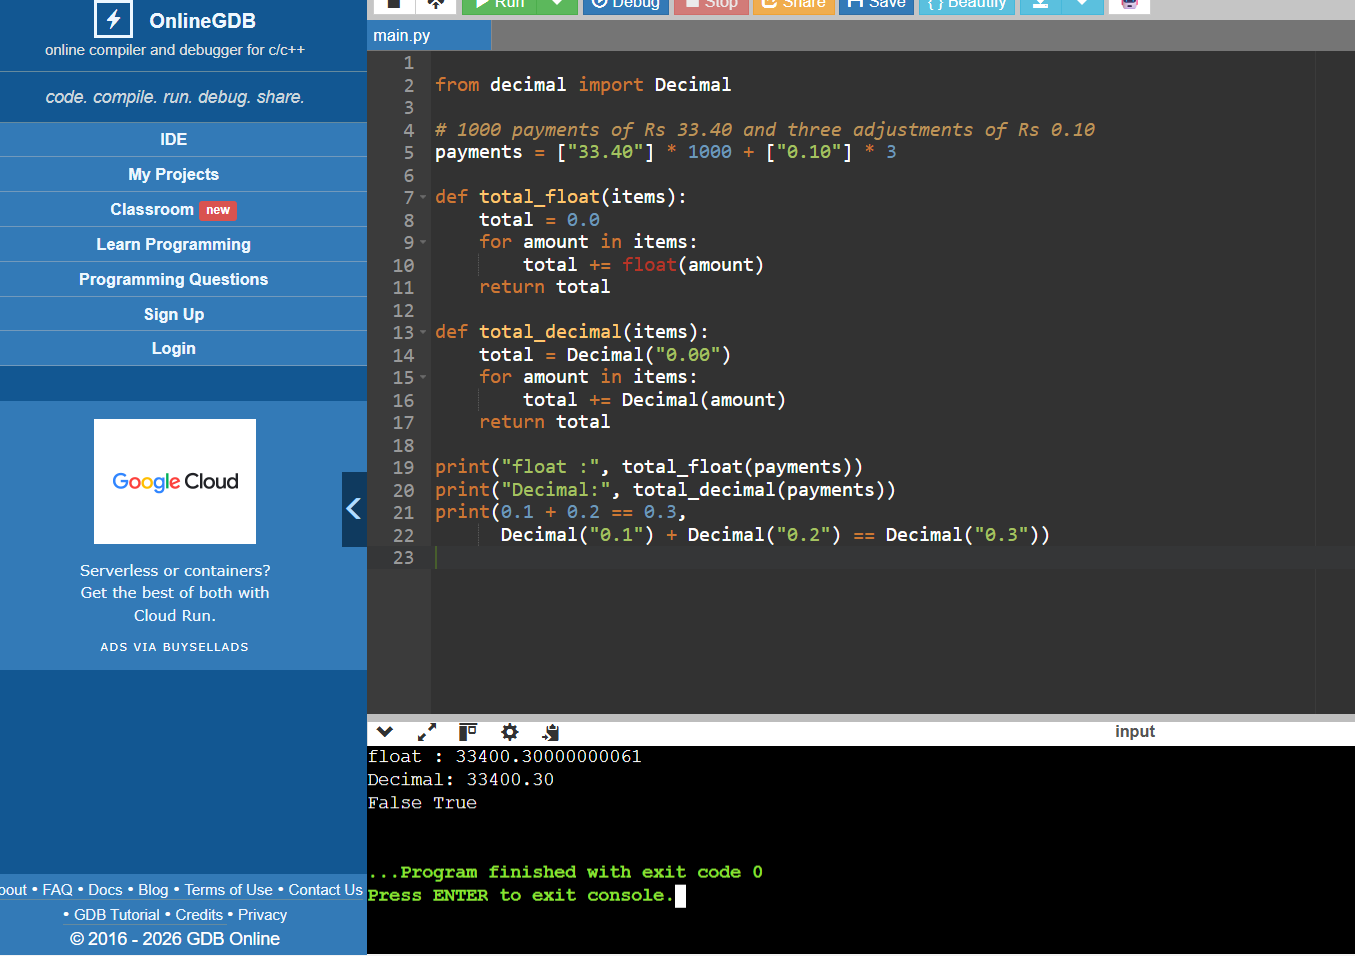 OnlineGDB
online compiler and debugger for c/c++
code. compile. run. debug. share.
IDE
My Projects
Classroom new
Learn Programming
Programming Questions
Sign Up
Login
Google Cloud
Serverless or containers?
Get the best of both with
Cloud Run.
ADS VIA BUYSELLADS
• FAQ • Docs • Blog • Terms of Use • Contact Us
• GDB Tutorial • Credits • Privacy
© 2016 - 2026 GDB Online
Run Debug Stop Share Save { } Beautify
main.py
1
2 from decimal import Decimal
3
4 # 1000 payments of Rs 33.40 and three adjustments of Rs 0.10
5 payments = ["33.40"] * 1000 + ["0.10"] * 3
6
7 def total_float(items):
8     total = 0.0
9     for amount in items:
10         total += float(amount)
11     return total
12
13 def total_decimal(items):
14     total = Decimal("0.00")
15     for amount in items:
16         total += Decimal(amount)
17     return total
18
19 print("float :", total_float(payments))
20 print("Decimal:", total_decimal(payments))
21 print(0.1 + 0.2 == 0.3,
22       Decimal("0.1") + Decimal("0.2") == Decimal("0.3"))
23
input
float : 33400.30000000061
Decimal: 33400.30
False True
...Program finished with exit code 0
Press ENTER to exit console.